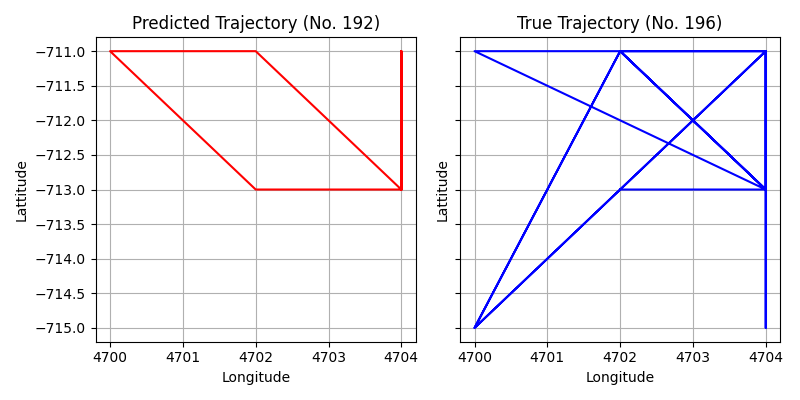 Predicted Trajectory (No. 192)
Lattitude
−711.0
−711.5
−712.0
−712.5
−713.0
−713.5
−714.0
−714.5
−715.0
4700 4701 4702 4703 4704
Longitude
True Trajectory (No. 196)
Lattitude
4700 4701 4702 4703 4704
Longitude